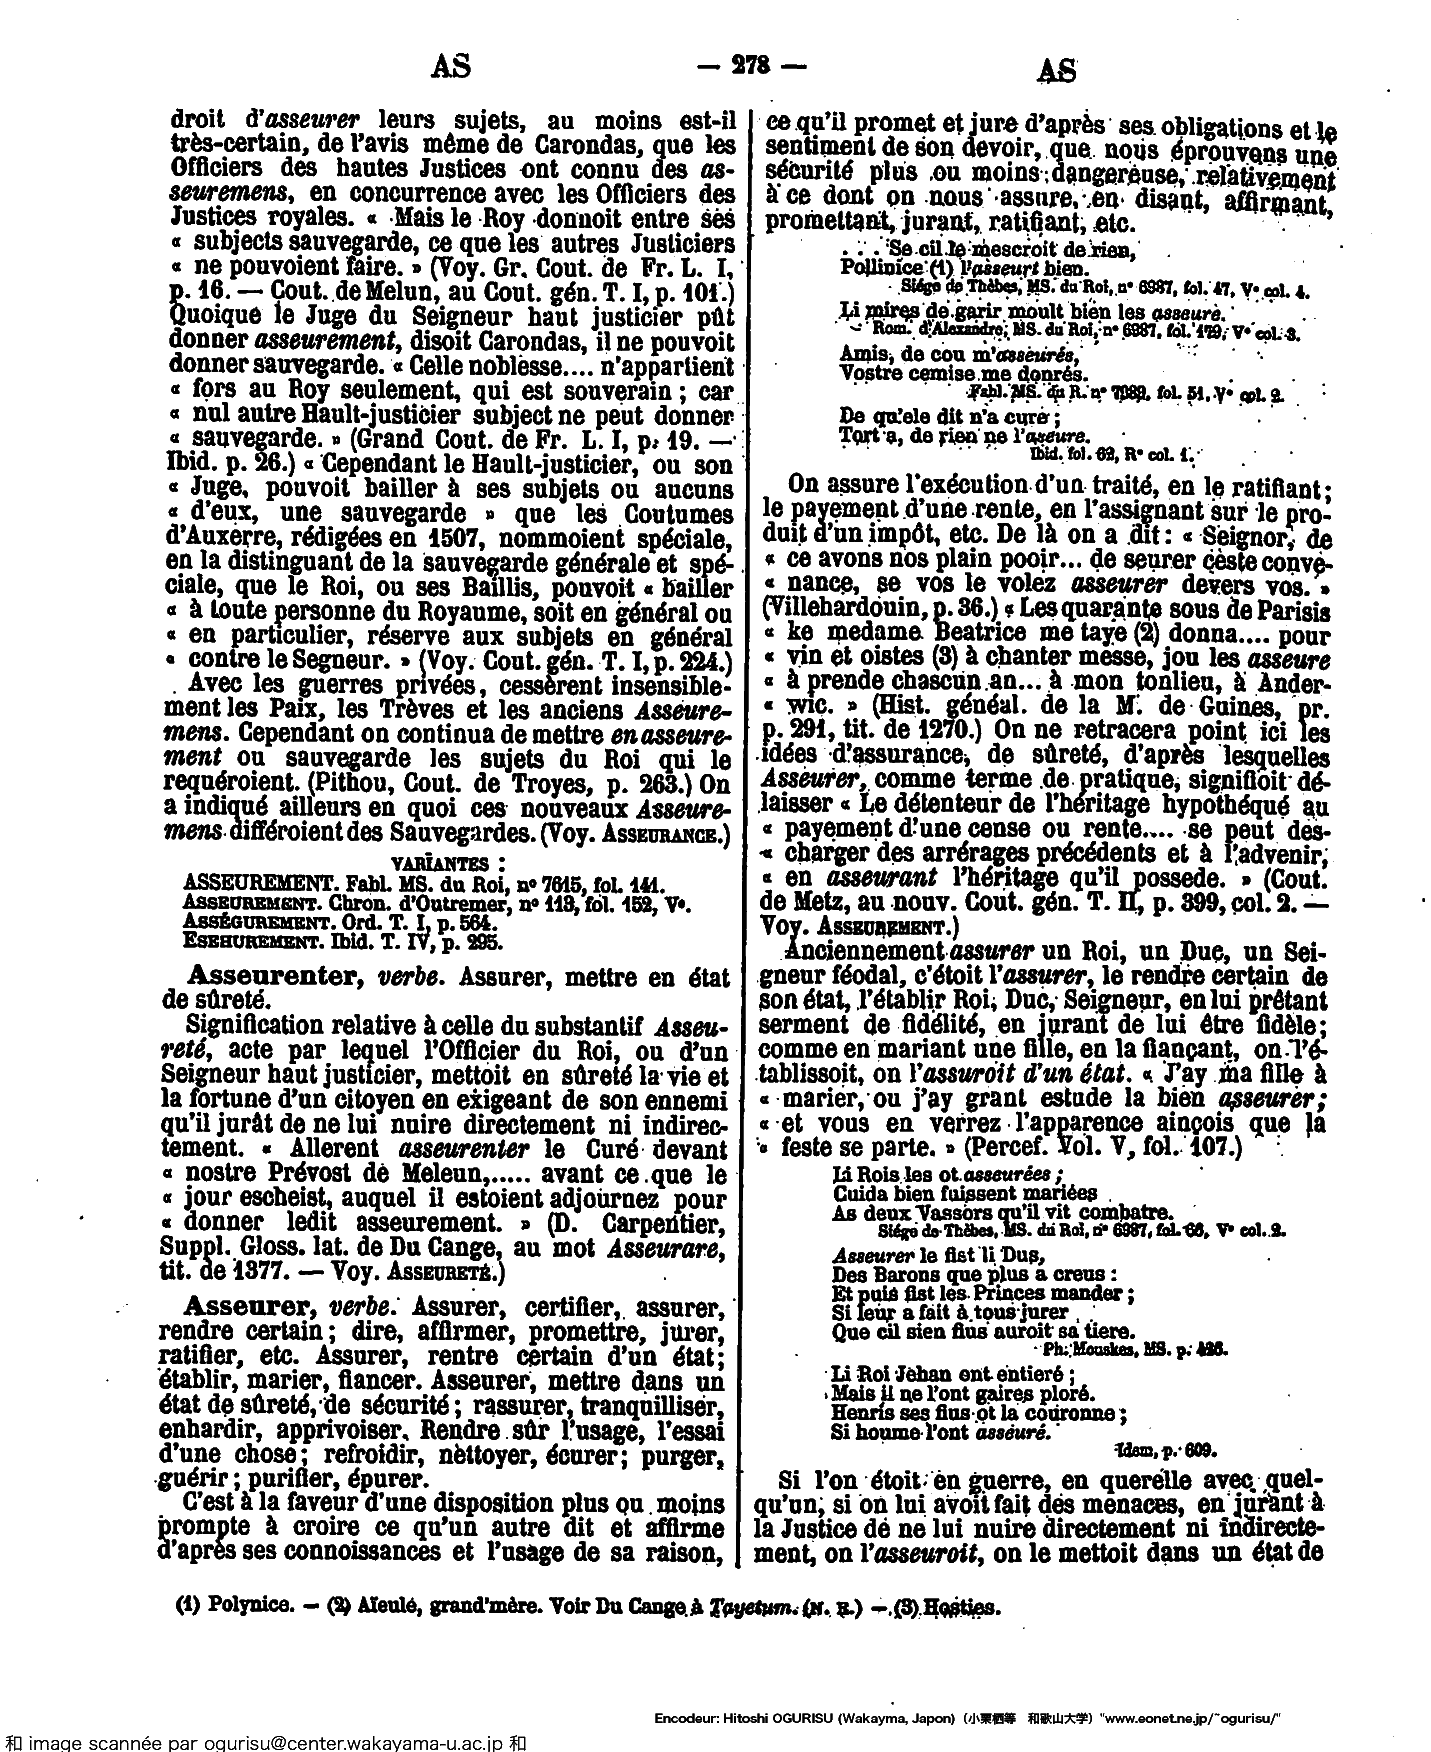 AS — 278 — AS
droit d'asseurer leurs sujets, au moins est-il
très-certain, de l'avis même de Carondas, que les
Officiers des hautes Justices ont connu des as-
seuremens, en concurrence avec les Officiers des
Justices royales. « Mais le Roy donnoit entre ses
« subjects sauvegarde, ce que les autres Justiciers
« ne pouvoient faire. » (Voy. Gr. Cout. de Fr. L. I,
p. 16. — Cout. de Melun, au Cout. gén. T. I, p. 101.)
Quoique le Juge du Seigneur haut justicier pût
donner asseurement, disoit Carondas, il ne pouvoit
donner sauvegarde. « Celle noblesse.... n'appartient
« fors au Roy seulement, qui est souverain ; car
« nul autre Hault-justicier subject ne peut donner
« sauvegarde. » (Grand Cout. de Fr. L. I, p. 19. —
Ibid. p. 26.) « Cependant le Hault-justicier, ou son
« Juge, pouvoit bailler à ses subjets ou aucuns
« d'eux, une sauvegarde » que les Coutumes
d'Auxerre, rédigées en 1507, nommoient spéciale,
en la distinguant de la sauvegarde générale et spé-
ciale, que le Roi, ou ses Baillis, pouvoit « bailler
« à toute personne du Royaume, soit en général ou
« en particulier, réserve aux subjets en général
« contre le Segneur. » (Voy. Cout. gén. T. I, p. 224.)
Avec les guerres privées, cessèrent insensible-
ment les Paix, les Trèves et les anciens Asseure-
mens. Cependant on continua de mettre en asseure-
ment ou sauvegarde les sujets du Roi qui le
requéroient. (Pithou, Cout. de Troyes, p. 263.) On
a indiqué ailleurs en quoi ces nouveaux Asseure-
mens différoient des Sauvegardes. (Voy. ASSEURANCE.)
VARIANTES :
ASSEUREMENT. Fabl. MS. du Roi, nº 7615, fol. 141.
ASSEUREMENT. Chron. d'Outremer, nº 113, fol. 152, Vº.
ASSÉGUREMENT. Ord. T. I, p. 564.
ESEHUREMENT. Ibid. T. IV, p. 295.
Asseurenter, verbe. Assurer, mettre en état
de sûreté.
Signification relative à celle du substantif Asseu-
reté, acte par lequel l'Officier du Roi, ou d'un
Seigneur haut justicier, mettoit en sûreté la vie et
la fortune d'un citoyen en exigeant de son ennemi
qu'il jurât de ne lui nuire directement ni indirec-
tement. « Allerent asseurenter le Curé devant
« nostre Prévost de Meleun,..... avant ce que le
« jour escheist, auquel il estoient adjournez pour
« donner ledit asseurement. » (D. Carpentier,
Suppl. Gloss. lat. de Du Cange, au mot Asseurare,
tit. de 1377. — Voy. ASSEURETÉ.)
Asseurer, verbe. Assurer, certifier, assurer,
rendre certain ; dire, affirmer, promettre, jurer,
ratifier, etc. Assurer, rentre certain d'un état ;
établir, marier, fiancer. Asseurer, mettre dans un
état de sûreté, de sécurité ; rassurer, tranquilliser,
enhardir, apprivoiser. Rendre sûr l'usage, l'essai
d'une chose ; refroidir, nettoyer, écurer ; purger,
guérir ; purifier, épurer.
C'est à la faveur d'une disposition plus ou moins
prompte à croire ce qu'un autre dit et affirme
d'après ses connoissances et l'usage de sa raison,
ce qu'il promet et jure d'après ses obligations et le
sentiment de son devoir, que nous éprouvons une
sécurité plus ou moins dangereuse, relativement
à ce dont on nous assure, en disant, affirmant,
promettant, jurant, ratifiant, etc.
. . . Se cil le mescroit de rien,
Pollinice (1) l'asseurt bien.
Siége de Thèbes, MS. du Roi, nº 6987, fol. 47, Vº col. 4.
Li mires de garir moult bien les asseure.
Rom. d'Alexandre, MS. du Roi, nº 6987, fol. 179, Vº col. 3.
Amis, de cou m'asseurés,
Vostre cemise me donrés.
Fabl. MS. du R. nº 7989, fol. 51, Vº col. 2.
De qu'ele dit n'a cure ;
Tort a, de rien ne l'aseure.
Ibid. fol. 62, Rº col. 1.
On assure l'exécution d'un traité, en le ratifiant ;
le payement d'une rente, en l'assignant sur le pro-
duit d'un impôt, etc. De là on a dit : « Seignor, de
« ce avons nos plain pooir... de seurer ceste conve-
« nance, se vos le volez asseurer devers vos. »
(Villehardouin, p. 36.) « Les quarante sous de Parisis
« ke medame Beatrice me taye (2) donna.... pour
« vin et oistes (3) à chanter messe, jou les asseure
« à prende chascun an... à mon tonlieu, à Ander-
« wic. » (Hist. généal. de la M. de Guines, pr.
p. 291, tit. de 1270.) On ne retracera point ici les
idées d'assurance, de sûreté, d'après lesquelles
Asseurer, comme terme de pratique, signifioit dé-
laisser « Le détenteur de l'héritage hypothéqué au
« payement d'une cense ou rente.... se peut des-
« charger des arrérages précédents et à l'advenir,
« en asseurant l'héritage qu'il possede. » (Cout.
de Metz, au nouv. Cout. gén. T. II, p. 399, col. 2. —
Voy. ASSEUREMENT.)
Anciennement assurer un Roi, un Duc, un Sei-
gneur féodal, c'étoit l'assurer, le rendre certain de
son état, l'établir Roi, Duc, Seigneur, en lui prêtant
serment de fidélité, en jurant de lui être fidèle ;
comme en mariant une fille, en la fiançant, on l'é-
tablissoit, on l'assuroit d'un état. « J'ay ma fille à
« marier, ou j'ay grant estude la bien asseurer ;
« et vous en verrez l'apparence ainçois que la
« feste se parte. » (Percef. Vol. V, fol. 107.)
Li Rois les ot asseurées ;
Cuida bien fuissent mariées
As deux Vassors qu'il vit combatre.
Siége de Thèbes, MS. du Roi, nº 6987, fol. 66, Vº col. 2.
Asseurer le fist li Dus,
Des Barons que plus a creus :
Et puis fist les Princes mander ;
Si leur a fait à tous jurer
Que cil sien fius auroit sa tiere.
Ph. Mouskes, MS. p. 426.
Li Roi Jehan ont entieré ;
Mais il ne l'ont gaires ploré.
Henris ses fius ot la couronne ;
Si houme l'ont asséuré.
Idem, p. 609.
Si l'on étoit en guerre, en querelle avec quel-
qu'un, si on lui avoit fait des menaces, en jurant à
la Justice de ne lui nuire directement ni indirecte-
ment, on l'asseuroit, on le mettoit dans un état de
(1) Polynice. — (2) Aïeule, grand'mère. Voir Du Cange à Tayetum. (N. E.) — (3) Hosties.
Encodeur: Hitoshi OGURISU (Wakayma, Japon) (小栗栖等 和歌山大学) "www.eonet.ne.jp/~ogurisu/"
和 image scannée par ogurisu@center.wakayama-u.ac.jp 和